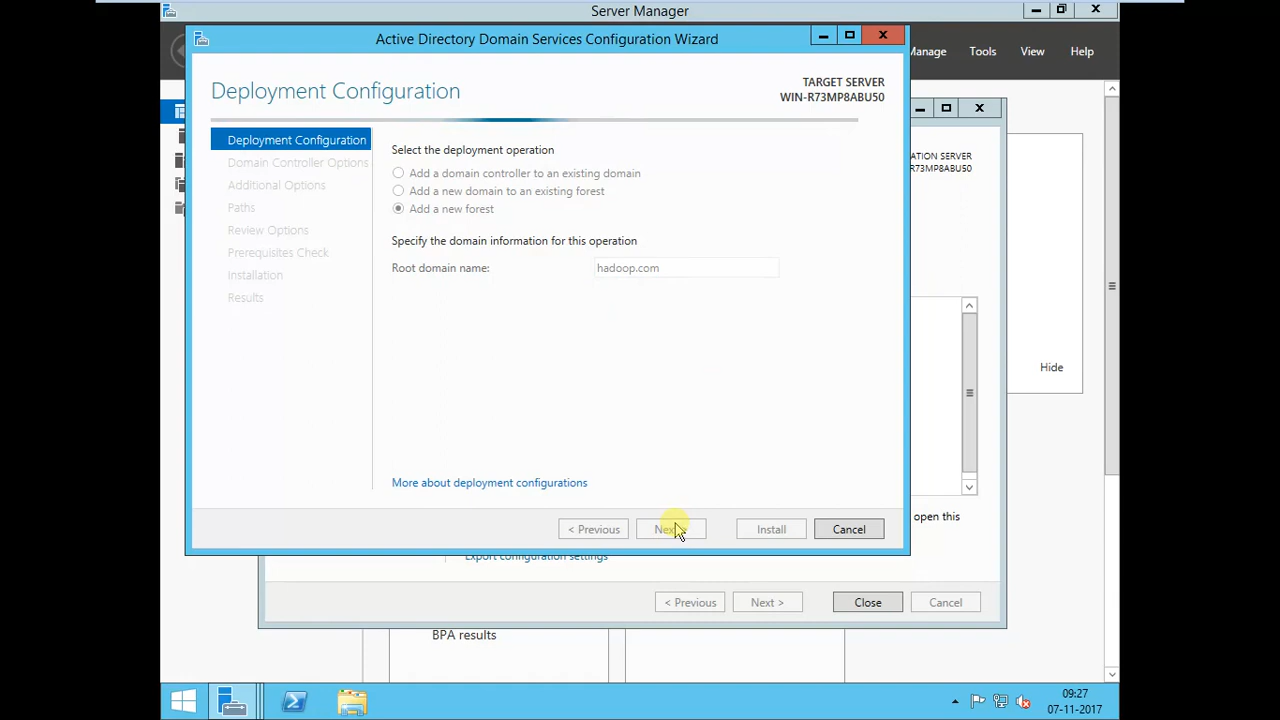 Server Manager
Active Directory Domain Services Configuration Wizard
Manage Tools View Help
Deployment Configuration
TARGET SERVER
WIN-R73MP8ABU50
Deployment Configuration
Domain Controller Options
Additional Options
Paths
Review Options
Prerequisites Check
Installation
Results
Select the deployment operation
Add a domain controller to an existing domain
Add a new domain to an existing forest
Add a new forest
Specify the domain information for this operation
Root domain name: hadoop.com
More about deployment configurations
< Previous Install Cancel
ATION SERVER
R73MP8ABU50
Hide
open this
Export configuration settings
< Previous Next > Close Cancel
BPA results
09:27
07-11-2017